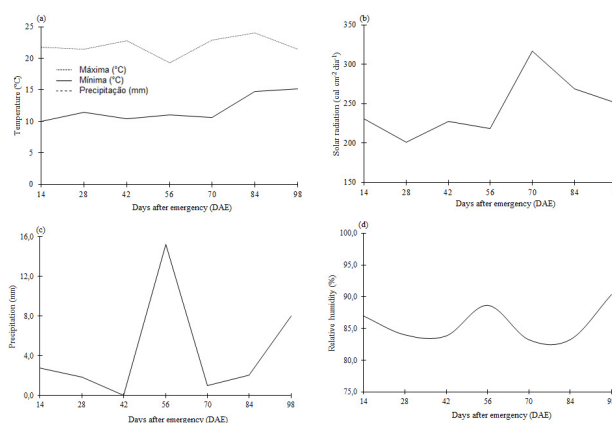 (a)
25
20
15
10
5
0
Temperature (°C)
Máxima (°C)
Mínima (°C)
Precipitação (mm)
14 28 42 56 70 84 98
Days after emergency (DAE)
(b)
350
300
250
200
150
Solar radiation (cal cm-2 dia-1)
14 28 42 56 70 84 98
Days after emergency (DAE)
(c)
16,0
12,0
8,0
4,0
0,0
Precipitation (mm)
14 28 42 56 70 84 98
Days after emergency (DAE)
(d)
100,0
95,0
90,0
85,0
80,0
75,0
Relative humidity (%)
14 28 42 56 70 84
Days after emergency (DAE)